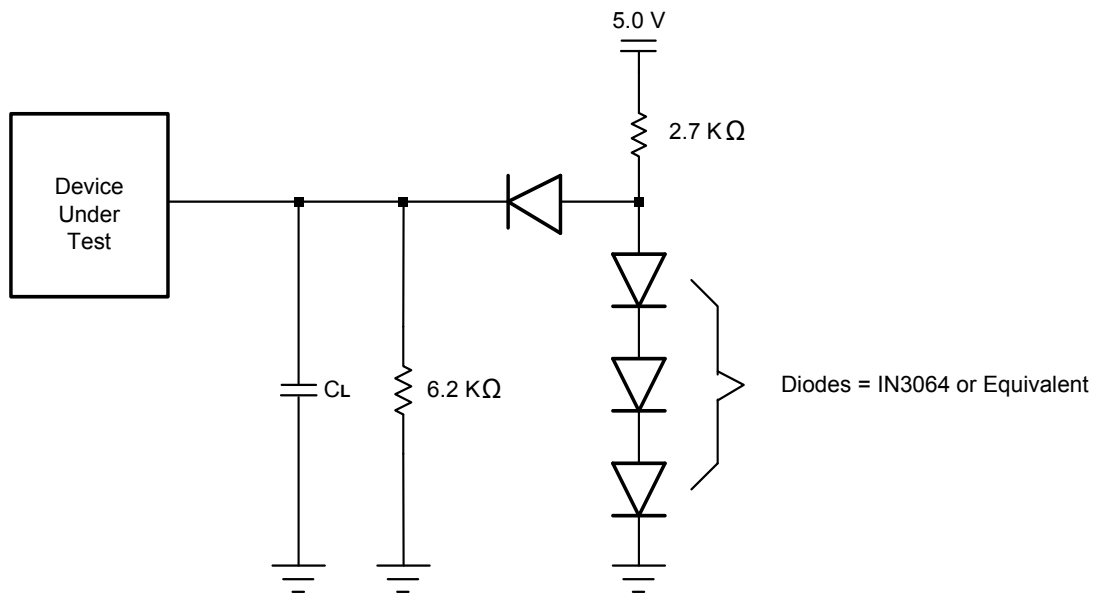 5.0 V
2.7 KΩ
Device
Under
Test
CL
6.2 KΩ
Diodes = IN3064 or Equivalent